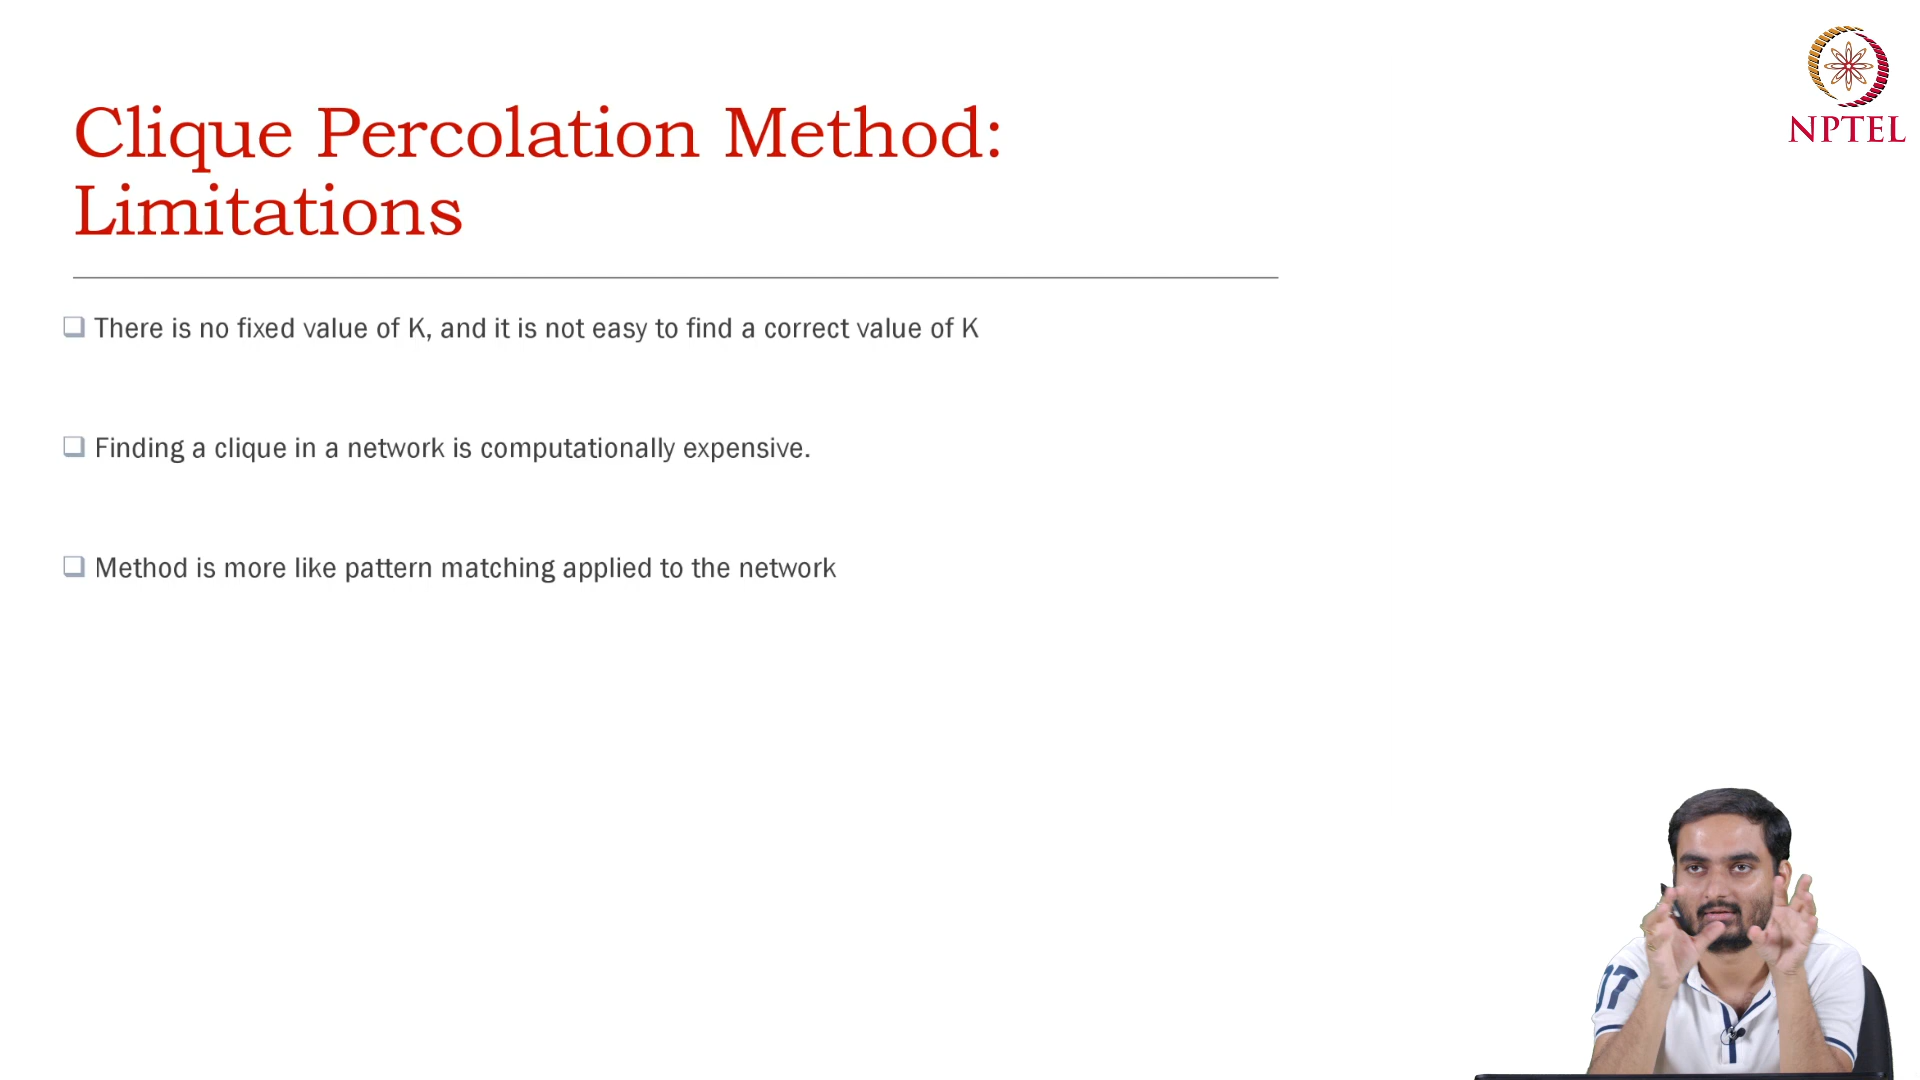 NPTEL
Clique Percolation Method:
Limitations
There is no fixed value of K, and it is not easy to find a correct value of K
Finding a clique in a network is computationally expensive.
Method is more like pattern matching applied to the network
07